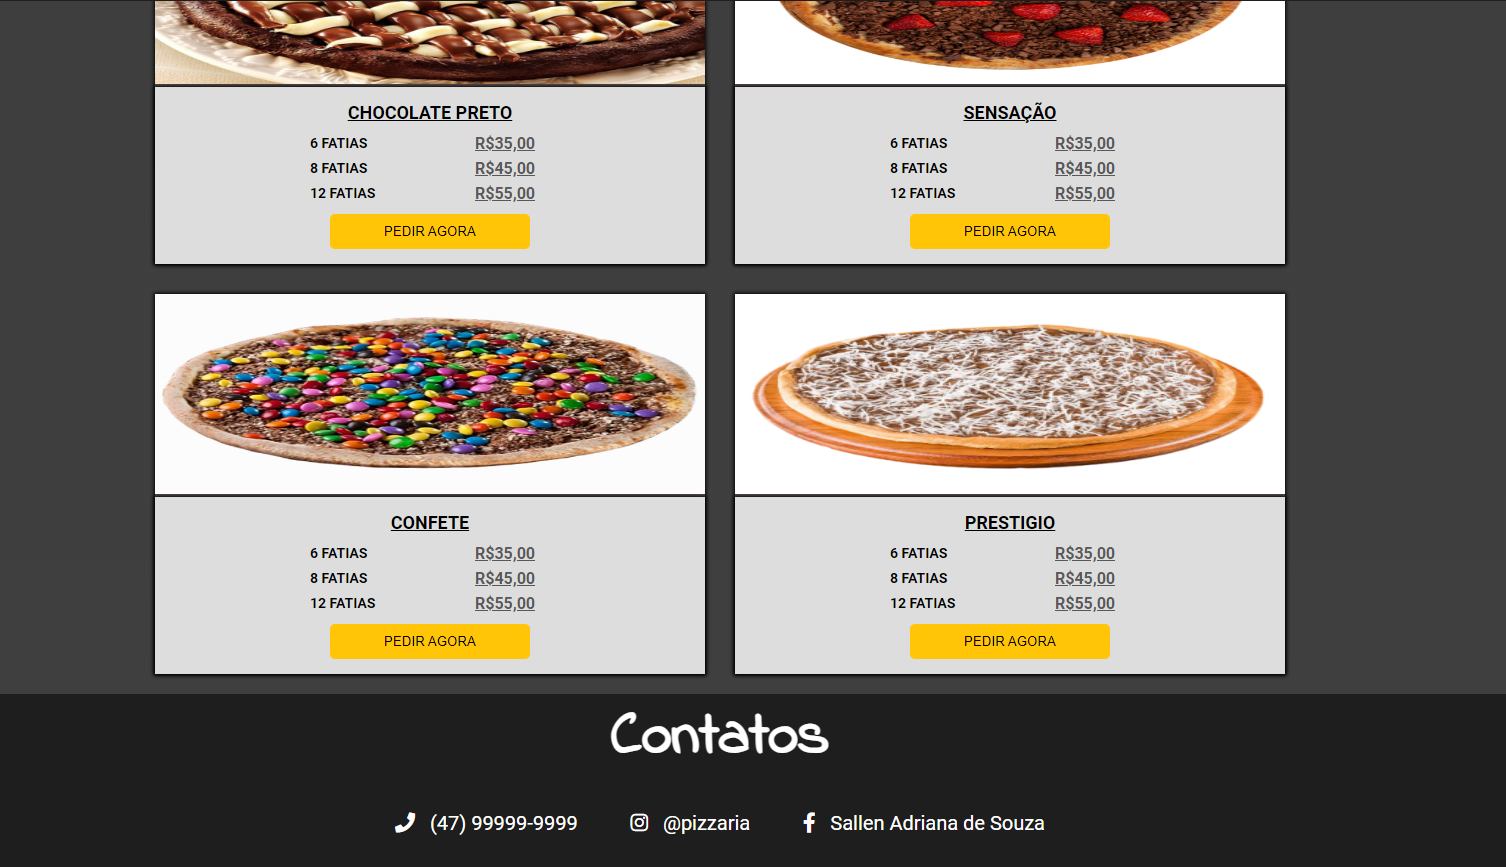 CHOCOLATE PRETO
6 FATIAS R$35,00
8 FATIAS R$45,00
12 FATIAS R$55,00
PEDIR AGORA
SENSAÇÃO
6 FATIAS R$35,00
8 FATIAS R$45,00
12 FATIAS R$55,00
PEDIR AGORA
CONFETE
6 FATIAS R$35,00
8 FATIAS R$45,00
12 FATIAS R$55,00
PEDIR AGORA
PRESTIGIO
6 FATIAS R$35,00
8 FATIAS R$45,00
12 FATIAS R$55,00
PEDIR AGORA
Contatos
(47) 99999-9999 @pizzaria Sallen Adriana de Souza